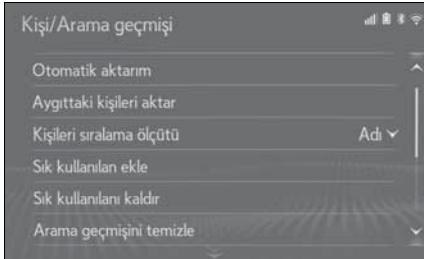 Kişi/Arama geçmişi
Otomatik aktarım
Aygıttaki kişileri aktar
Kişileri sıralama ölçütü Adı
Sık kullanılan ekle
Sık kullanılanı kaldır
Arama geçmişini temizle